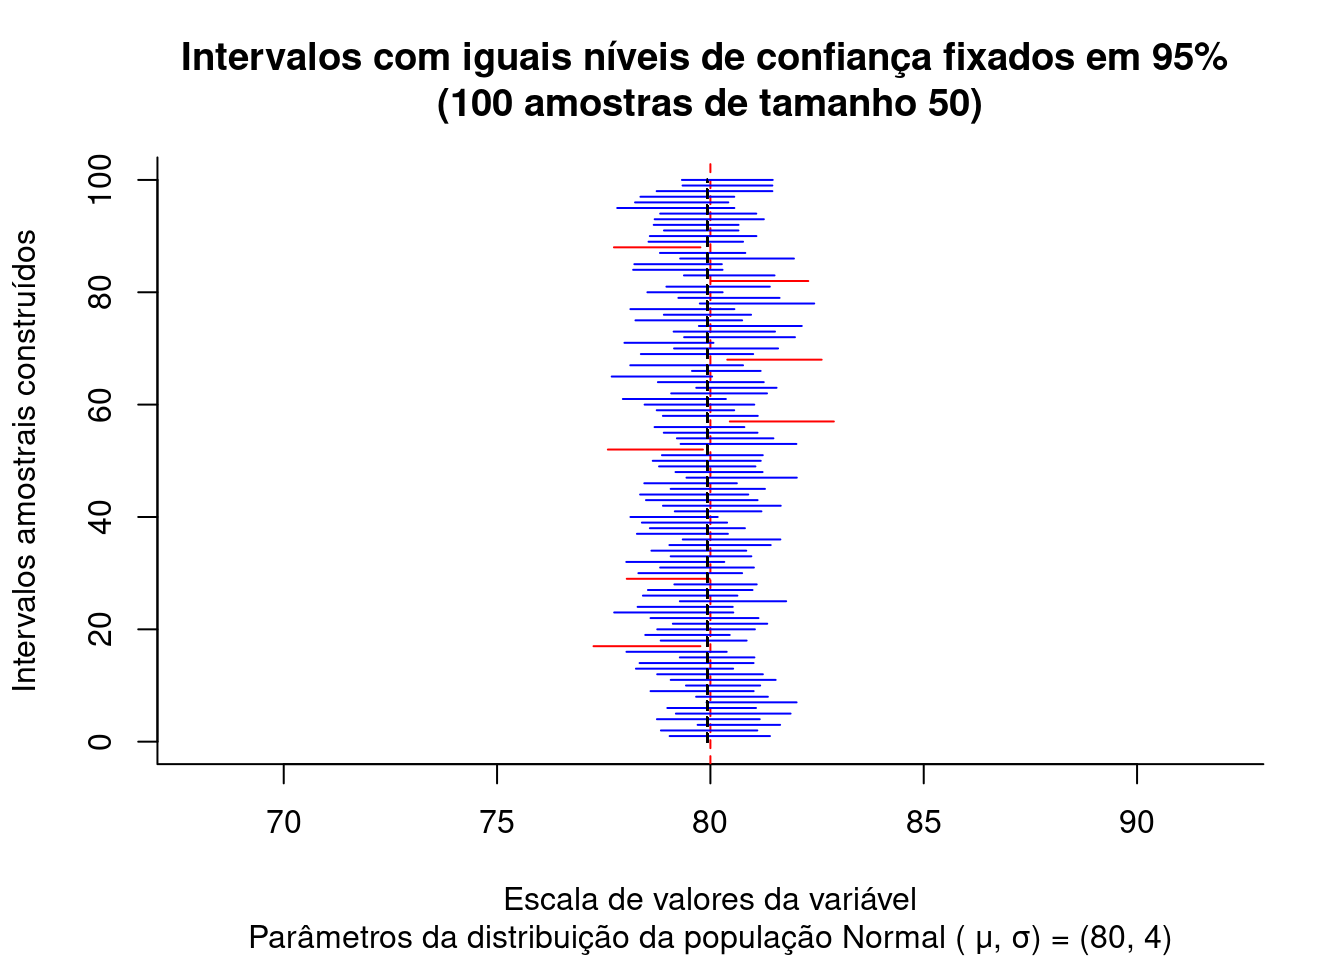 Intervalos com iguais níveis de confiança fixados em 95%
(100 amostras de tamanho 50)
Intervalos amostrais construídos
100
80
60
40
20
0
70 75 80 85 90
Escala de valores da variável
Parâmetros da distribuição da população Normal ( μ, σ) = (80, 4)